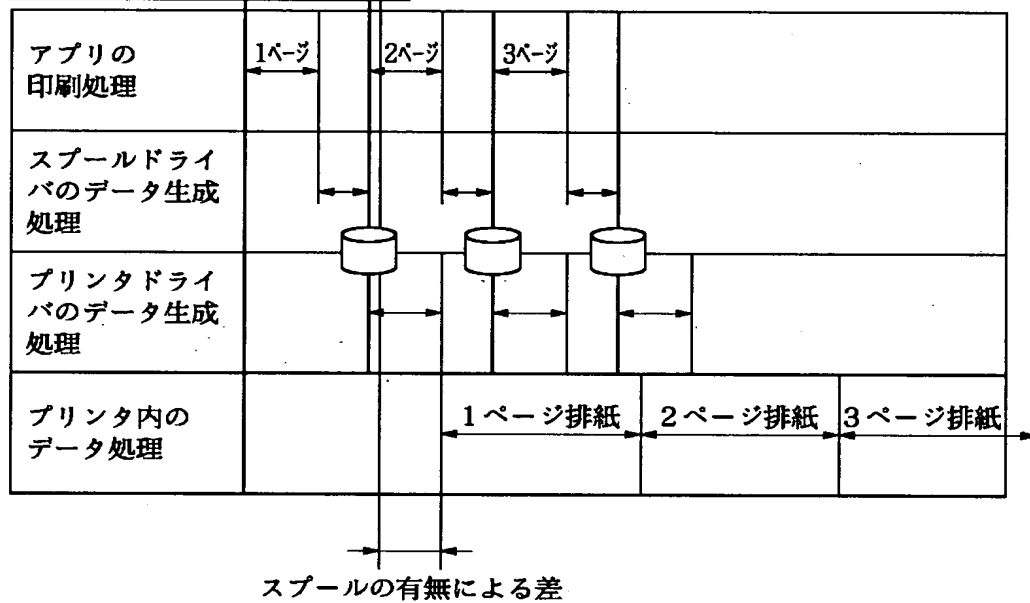 アプリの
印刷処理
1ページ
2ページ
3ページ
スプールドライ
バのデータ生成
処理
プリンタドライ
バのデータ生成
処理
プリンタ内の
データ処理
1ページ排紙
2ページ排紙
3ページ排紙
スプールの有無による差